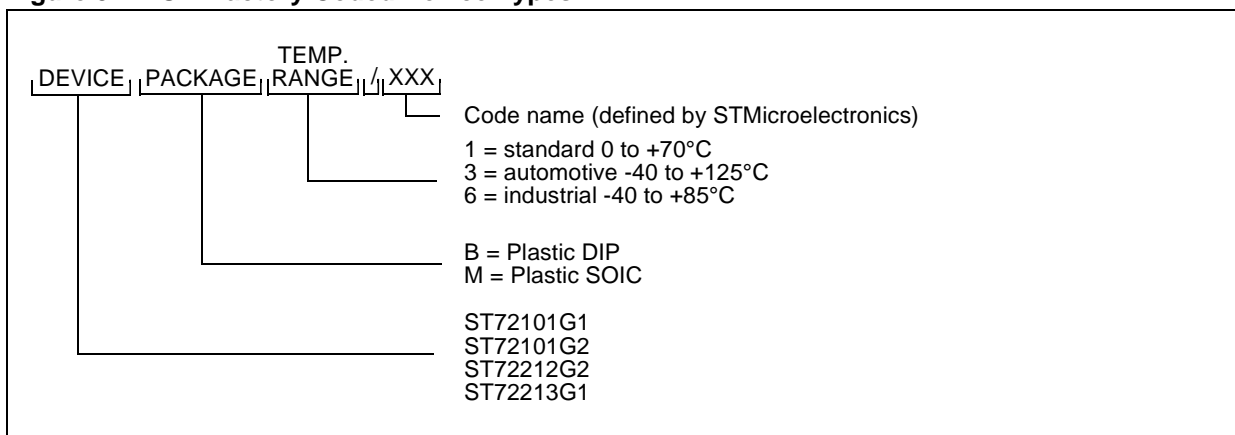 TEMP.
DEVICE PACKAGE RANGE / XXX
Code name (defined by STMicroelectronics)
1 = standard 0 to +70°C
3 = automotive -40 to +125°C
6 = industrial -40 to +85°C
B = Plastic DIP
M = Plastic SOIC
ST72101G1
ST72101G2
ST72212G2
ST72213G1